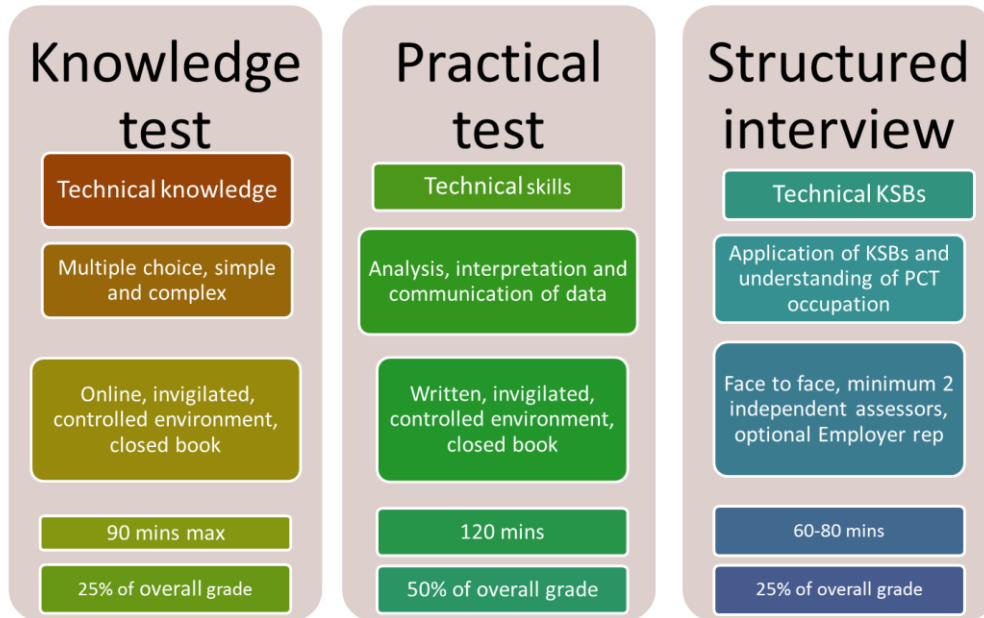 Knowledge
test
Technical knowledge
Multiple choice, simple
and complex
Online, invigilated,
controlled environment,
closed book
90 mins max
25% of overall grade
Practical
test
Technical skills
Analysis, interpretation and
communication of data
Written, invigilated,
controlled environment,
closed book
120 mins
50% of overall grade
Structured
interview
Technical KSBs
Application of KSBs and
understanding of PCT
occupation
Face to face, minimum 2
independent assessors,
optional Employer rep
60-80 mins
25% of overall grade